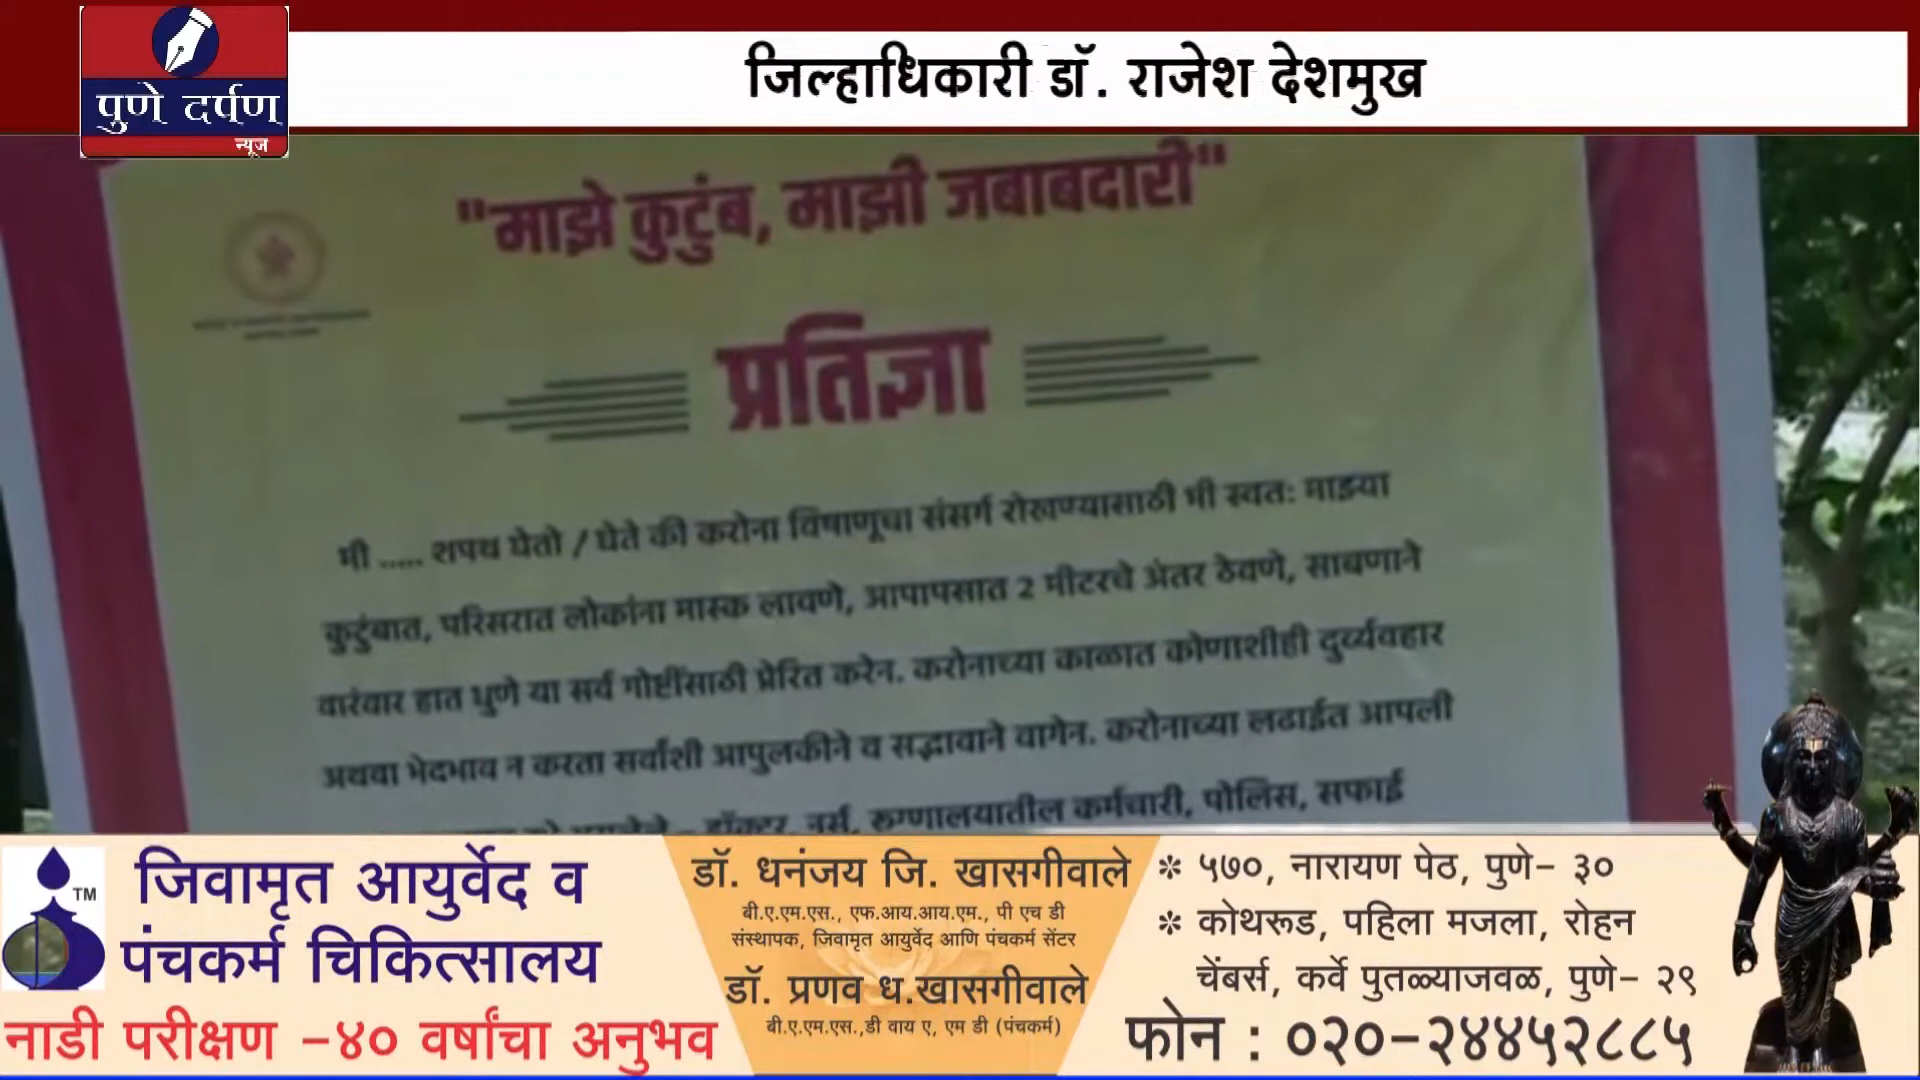 जिल्हाधिकारी डॉ. राजेश देशमुख
पुणे दर्पण
न्यूज
"माझे कुटुंब, माझी जबाबदारी"
प्रतिज्ञा
मी ..... शपथ घेतो / घेते की करोना विषाणूचा संसर्ग रोखण्यासाठी मी स्वत: माझ्या
कुटुंबात, परिसरात लोकांना मास्क लावणे, आपापसात 2 मीटरचे अंतर ठेवणे, साबणाने
वारंवार हात धुणे या सर्व गोष्टींसाठी प्रेरित करेन. करोनाच्या काळात कोणाशीही दुर्व्यवहार
अथवा भेदभाव न करता सर्वांशी आपुलकीने व सद्भावाने वागेन. करोनाच्या लढाईत आपली
डॉक्टर, नर्स, रुग्णालयातील कर्मचारी, पोलिस, सफाई
TM
जिवामृत आयुर्वेद व
पंचकर्म चिकित्सालय
नाडी परीक्षण -४० वर्षांचा अनुभव
डॉ. धनंजय जि. खासगीवाले
बी.ए.एम.एस., एफ.आय.आय.एम., पी एच डी
संस्थापक, जिवामृत आयुर्वेद आणि पंचकर्म सेंटर
डॉ. प्रणव ध.खासगीवाले
बी.ए.एम.एस.,डी वाय ए, एम डी (पंचकर्म)
* ५७०, नारायण पेठ, पुणे- ३०
* कोथरूड, पहिला मजला, रोहन
चेंबर्स, कर्वे पुतळ्याजवळ, पुणे- २९
फोन : ०२०-२४४५२८८५